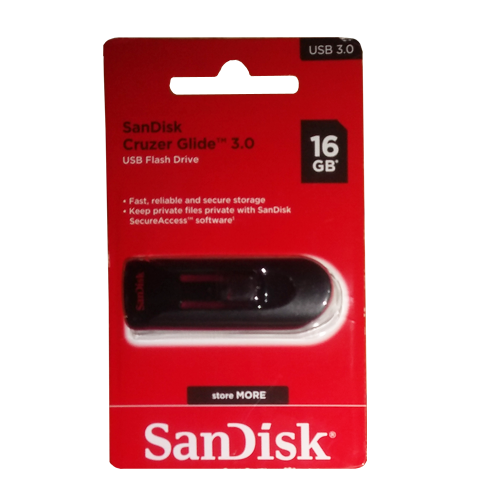 USB 3.0
SanDisk
Cruzer Glide™ 3.0
USB Flash Drive
16
GB*
• Fast, reliable and secure storage
• Keep private files private with SanDisk
SecureAccess™ software¹
SanDisk
store MORE
SanDisk®